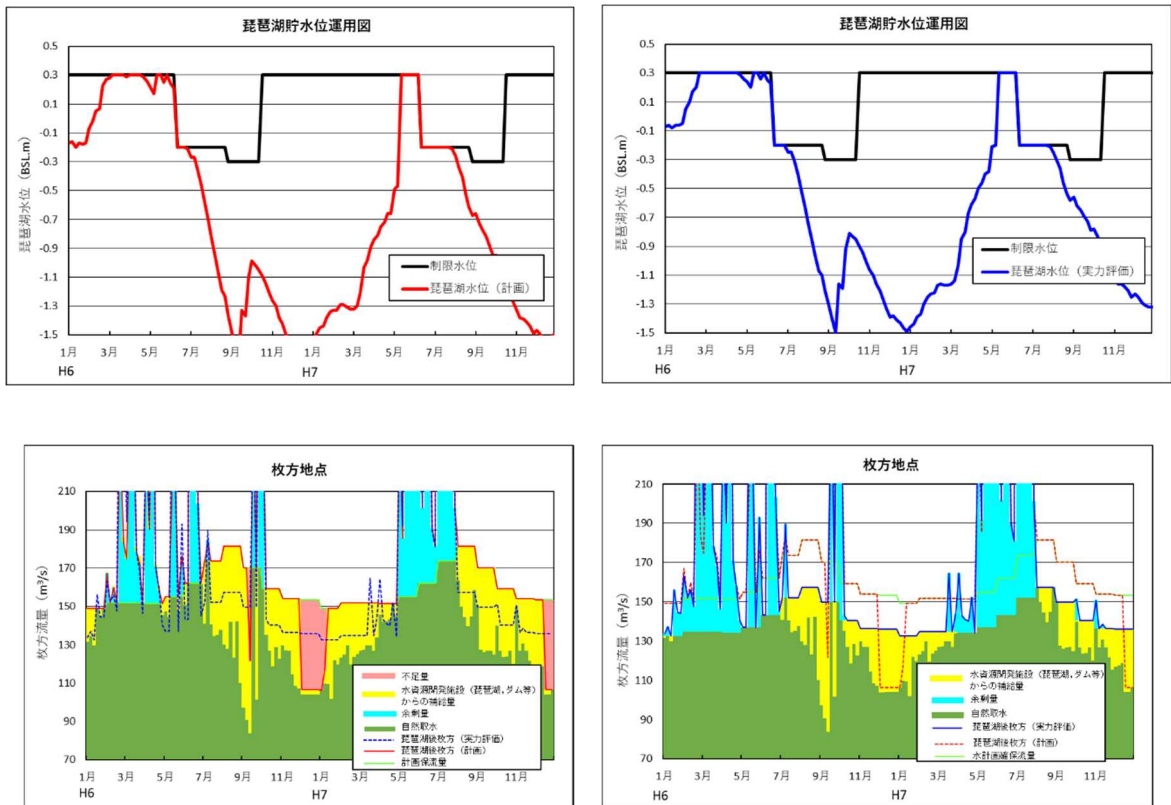 琵琶湖貯水位運用図
0.5
0.3
0.1
-0.1
-0.3
-0.5
-0.7
-0.9
-1.1
-1.3
-1.5
琵琶湖水位（BSL.m）
制限水位
琵琶湖水位（計画）
1月 3月 5月 7月 9月 11月 1月 3月 5月 7月 9月 11月
H6 H7
琵琶湖貯水位運用図
0.5
0.3
0.1
-0.1
-0.3
-0.5
-0.7
-0.9
-1.1
-1.3
-1.5
琵琶湖水位（BSL.m）
制限水位
琵琶湖水位（実力評価）
1月 3月 5月 7月 9月 11月 1月 3月 5月 7月 9月 11月
H6 H7
枚方地点
210
190
170
150
130
110
90
70
枚方流量（m³/s）
不足量
水資源開発施設（琵琶湖,ダム等）
からの補給量
余剰量
自然取水
琵琶湖後枚方（実力評価）
琵琶湖後枚方（計画）
計画保流量
1月 3月 5月 7月 9月 11月 1月 3月 5月 7月 9月 11月
H6 H7
枚方地点
210
190
170
150
130
110
90
70
枚方流量（m³/s）
水資源開発施設（琵琶湖,ダム等）
からの補給量
余剰量
自然取水
琵琶湖後枚方（実力評価）
琵琶湖後枚方（計画）
水計画確保流量
1月 3月 5月 7月 9月 11月 1月 3月 5月 7月 9月 11月
H6 H7